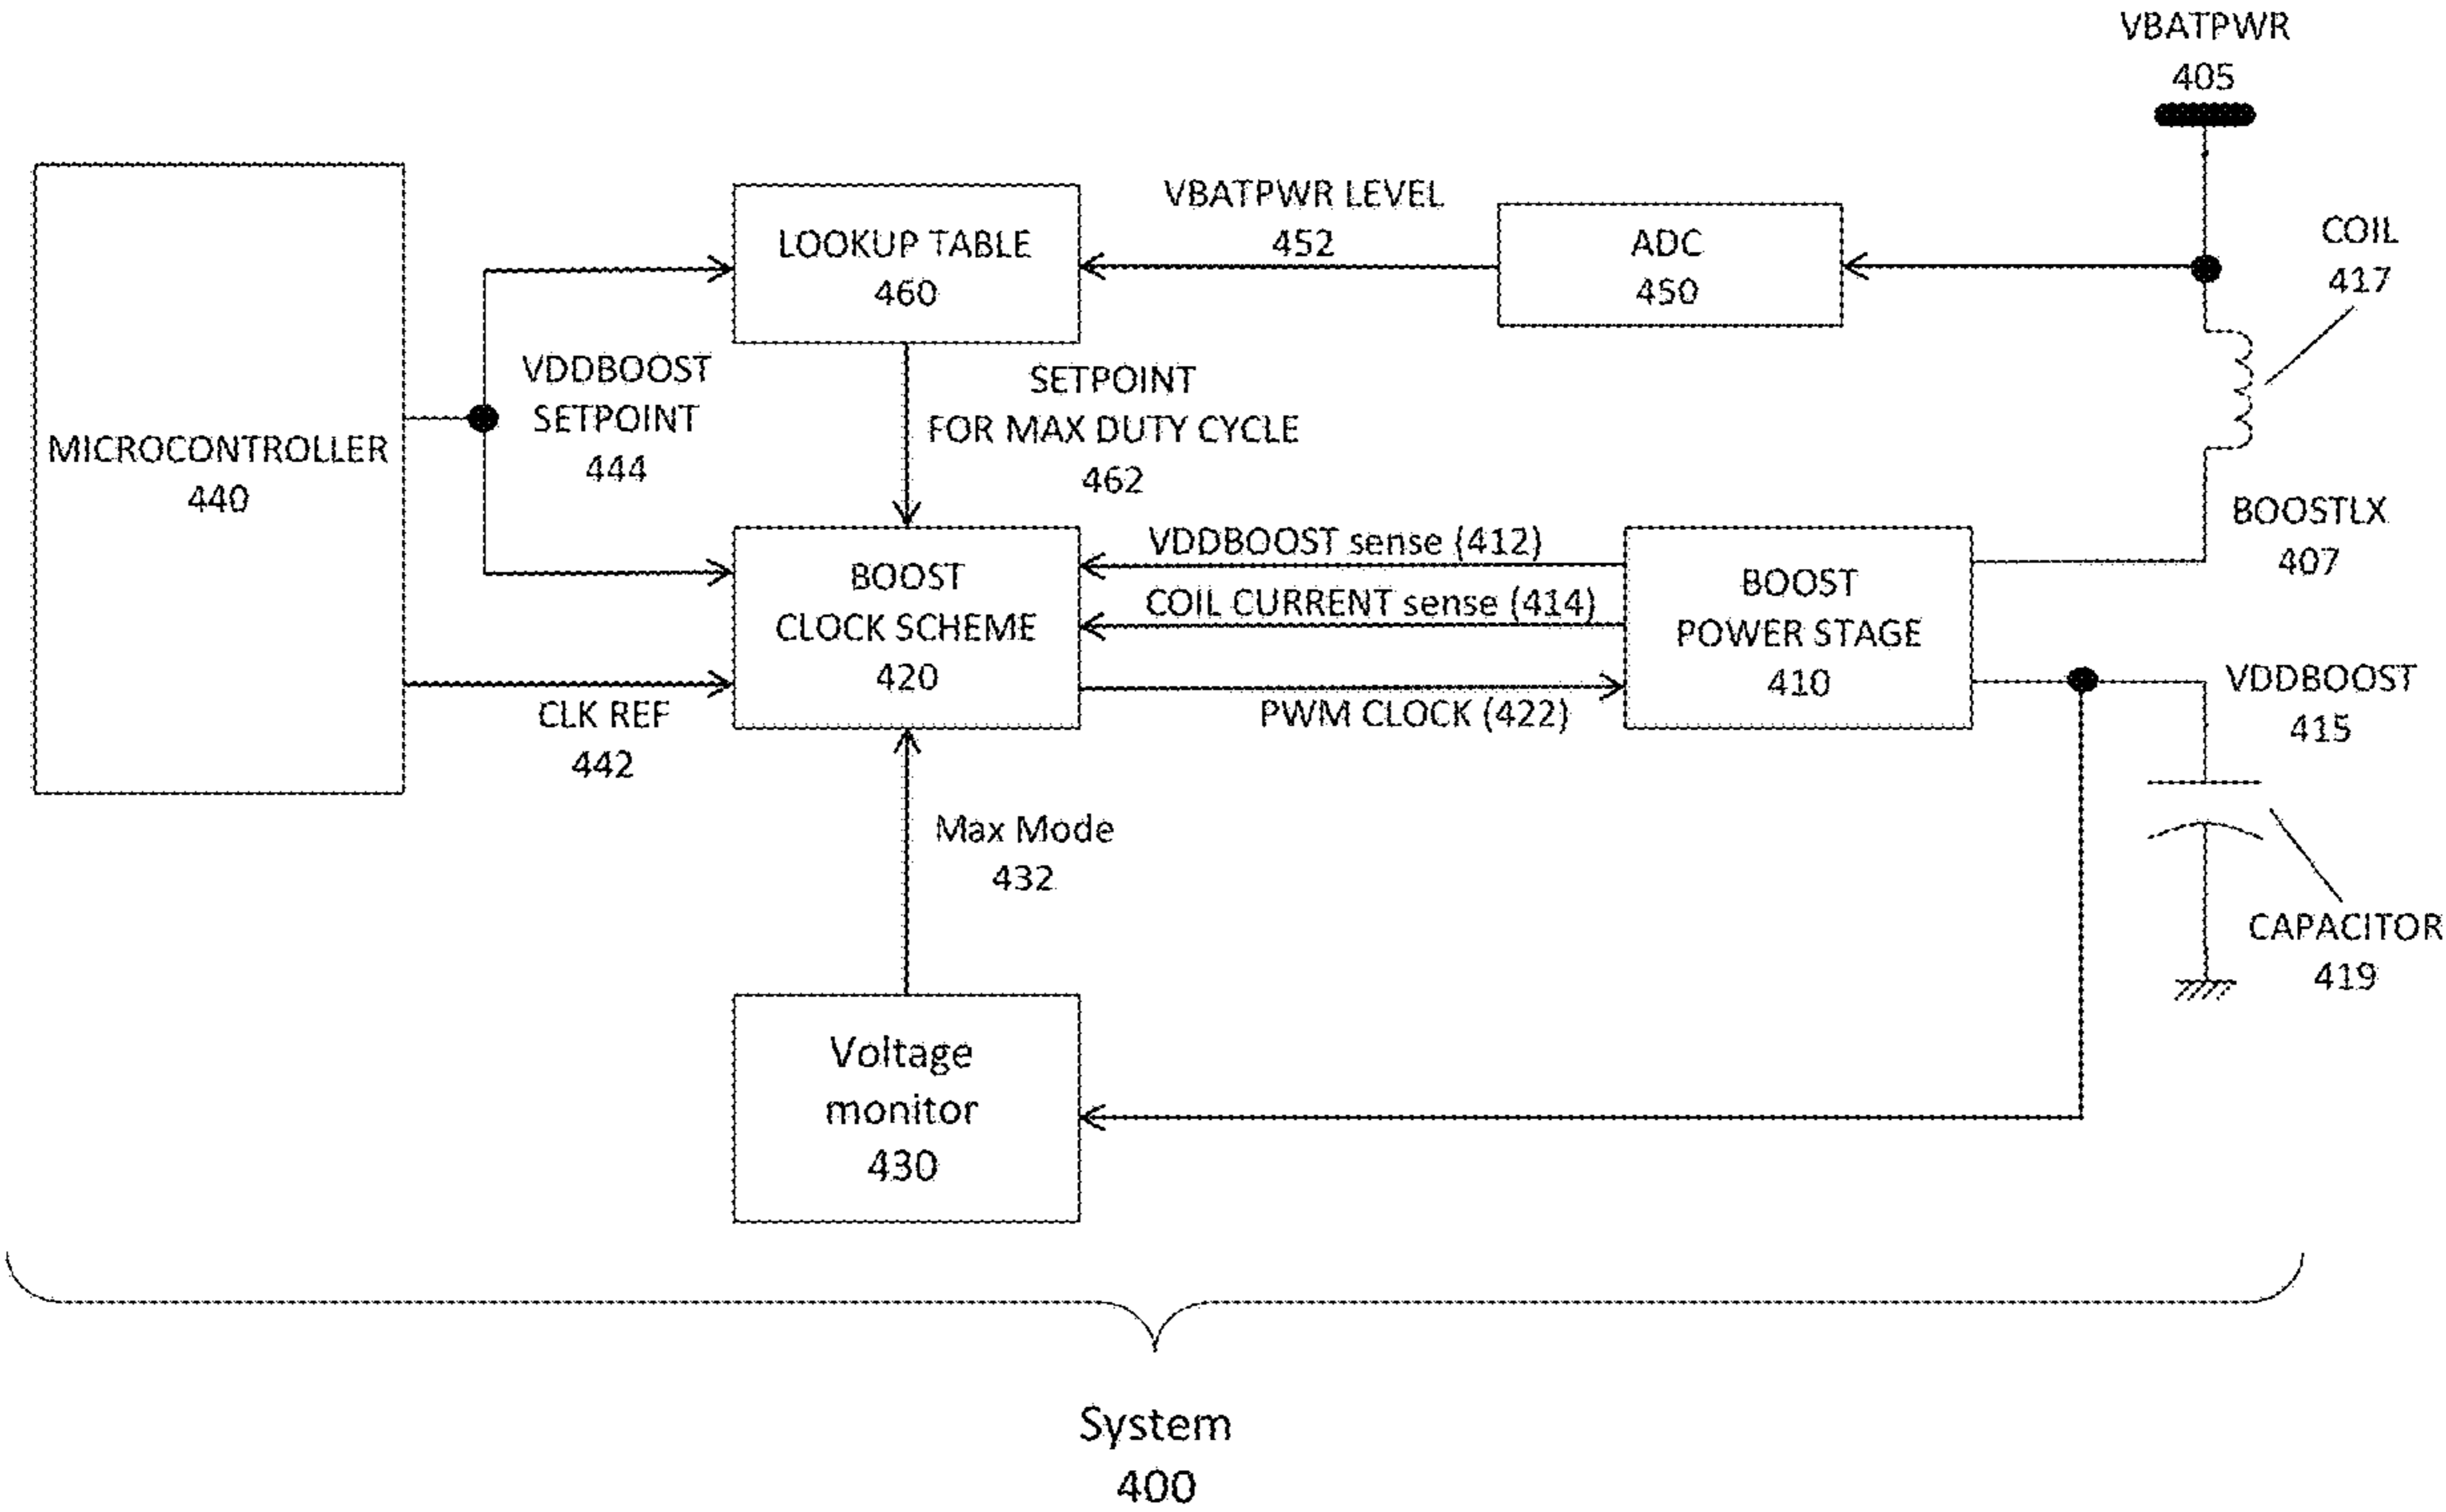 VBATPWR
405
VBATPWR LEVEL
452
LOOKUP TABLE
460
ADC
450
COIL
417
VDDBOOST
SETPOINT
444
SETPOINT
FOR MAX DUTY CYCLE
462
MICROCONTROLLER
440
BOOSTLX
407
VDDBOOST sense (412)
COIL CURRENT sense (414)
PWM CLOCK (422)
BOOST
CLOCK SCHEME
420
BOOST
POWER STAGE
410
VDDBOOST
415
CLK REF
442
Max Mode
432
CAPACITOR
419
Voltage
monitor
430
System
400